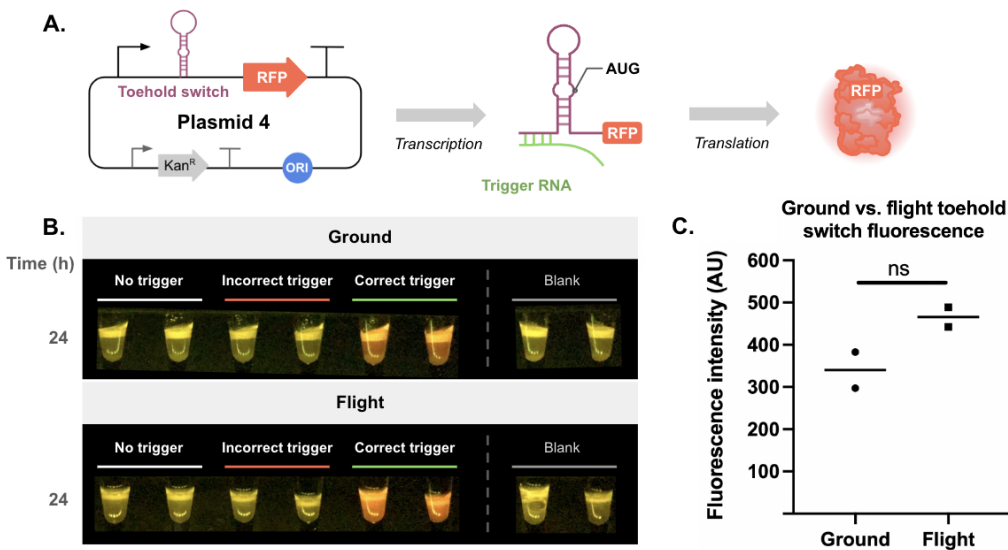 A.
Toehold switch
RFP
Plasmid 4
Kan^R
ORI
Transcription
AUG
RFP
Trigger RNA
Translation
RFP
B.
Ground
Time (h)
No trigger
Incorrect trigger
Correct trigger
Blank
24
Flight
No trigger
Incorrect trigger
Correct trigger
Blank
24
C.
Ground vs. flight toehold
switch fluorescence
Fluorescence intensity (AU)
600
500
400
300
200
100
ns
Ground
Flight